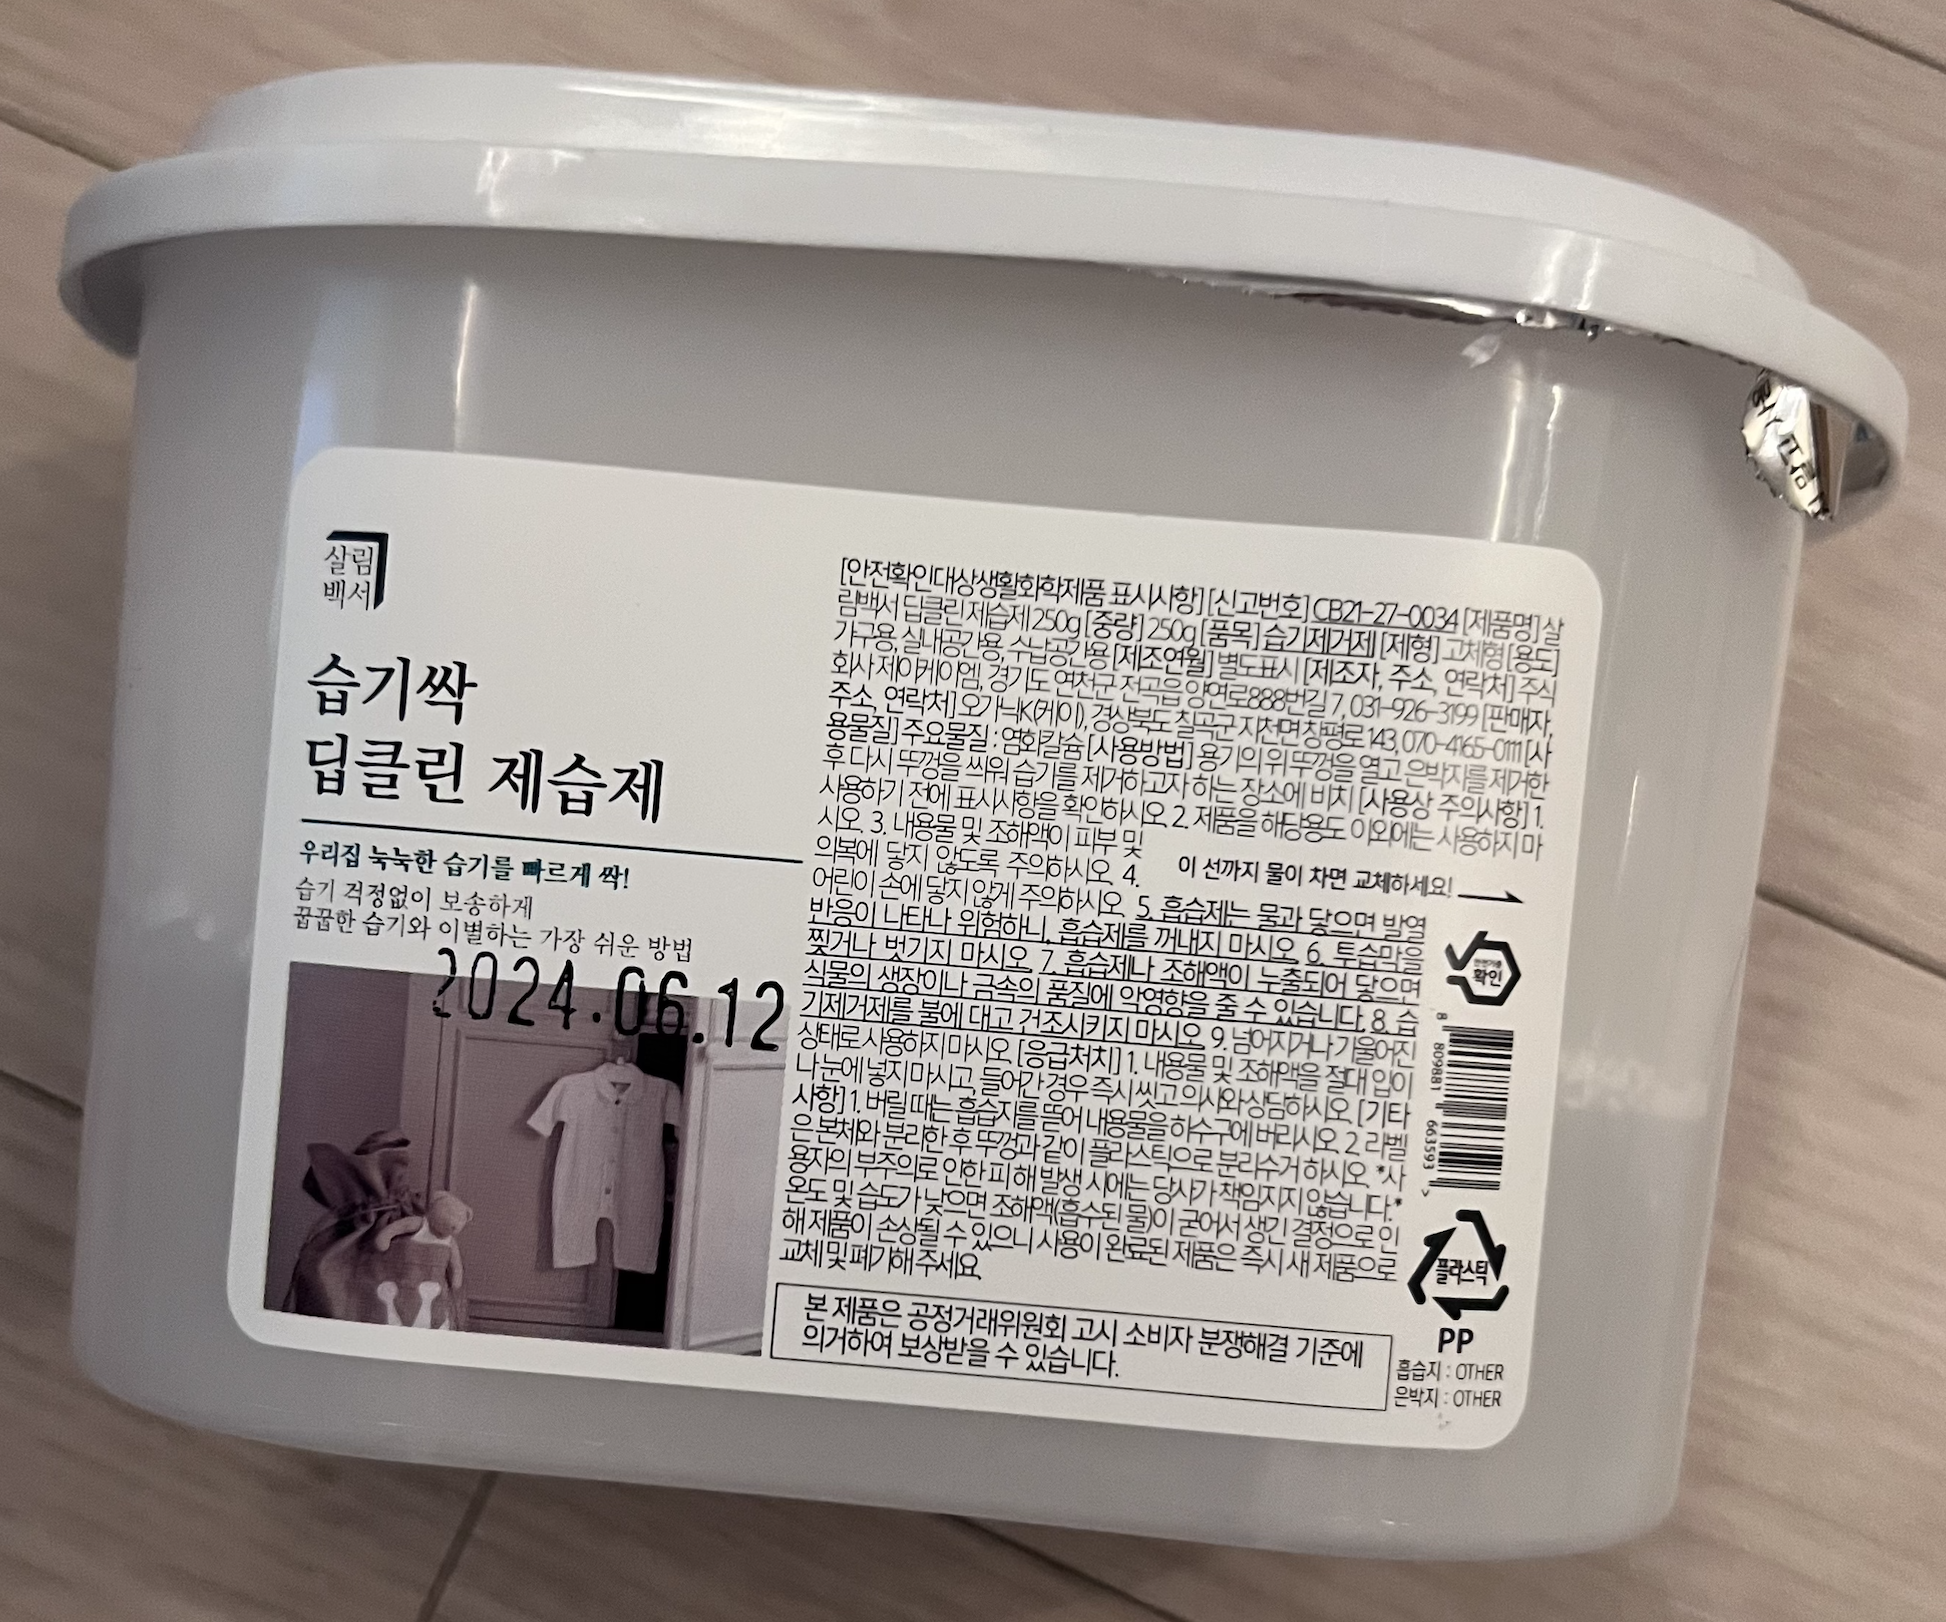 살림
백서
습기싹
딥클린 제습제
우리집 눅눅한 습기를 빠르게 싹!
습기 걱정없이 보송하게
꿉꿉한 습기와 이별하는 가장 쉬운 방법
2024.06.12
[안전확인대상생활화학제품 표시사항] [신고번호] CB21-27-0034 [제품명] 살
림백서 딥클린 제습제 250g [중량] 250g [품목] 습기제거제 [제형] 고체형 [용도]
가구용, 실내공간용, 수납공간용 [제조연월] 별도표시 [제조자, 주소, 연락처] 주식
회사 제이케이엠, 경기도 연천군 전곡읍 양연로888번길 7, 031-926-3199 [판매자,
주소, 연락처] 오가닉K(케이), 경상북도 칠곡군 지천면 창평로 143, 070-4165-0111 [사
용물질] 주요물질 : 염화칼슘 [사용방법] 용기의 위 뚜껑을 열고 은박지를 제거한
후 다시 뚜껑을 씌워 습기를 제거하고자 하는 장소에 비치 [사용상 주의사항] 1.
사용하기 전에 표시사항을 확인하시오. 2. 제품을 해당용도 이외에는 사용하지 마
시오. 3. 내용물 및 조해액이 피부 및
의복에 닿지 않도록 주의하시오. 4.
이 선까지 물이 차면 교체하세요!
어린이 손에 닿지 않게 주의하시오. 5. 흡습제는 물과 닿으면 발열
반응이 나타나 위험하니, 흡습제를 꺼내지 마시오. 6. 투습막을
찢거나 벗기지 마시오. 7. 흡습제나 조해액이 누출되어 닿으면
식물의 생장이나 금속의 품질에 악영향을 줄 수 있습니다. 8. 습
기제거제를 불에 대고 건조시키지 마시오. 9. 넘어지거나 기울어진
상태로 사용하지 마시오. [응급처치] 1. 내용물 및 조해액을 절대 입이
나 눈에 넣지 마시고, 들어간 경우 즉시 씻고 의사와 상담하시오. [기타
사항] 1. 버릴 때는 흡습지를 뜯어 내용물을 하수구에 버리시오. 2. 라벨
은 본체와 분리한 후 뚜껑과 같이 플라스틱으로 분리수거 하시오. *사
용자의 부주의로 인한 피해 발생 시에는 당사가 책임지지 않습니다. *
온도 및 습도가 낮으면 조해액(흡수된 물)이 굳어서 생긴 결정으로 인
해 제품이 손상될 수 있으니 사용이 완료된 제품은 즉시 새 제품으로
교체 및 폐기해 주세요.
본 제품은 공정거래위원회 고시 소비자 분쟁해결 기준에
의거하여 보상받을 수 있습니다.
확인
8 809881 663593 >
플라스틱
PP
흡습지 : OTHER
은박지 : OTHER